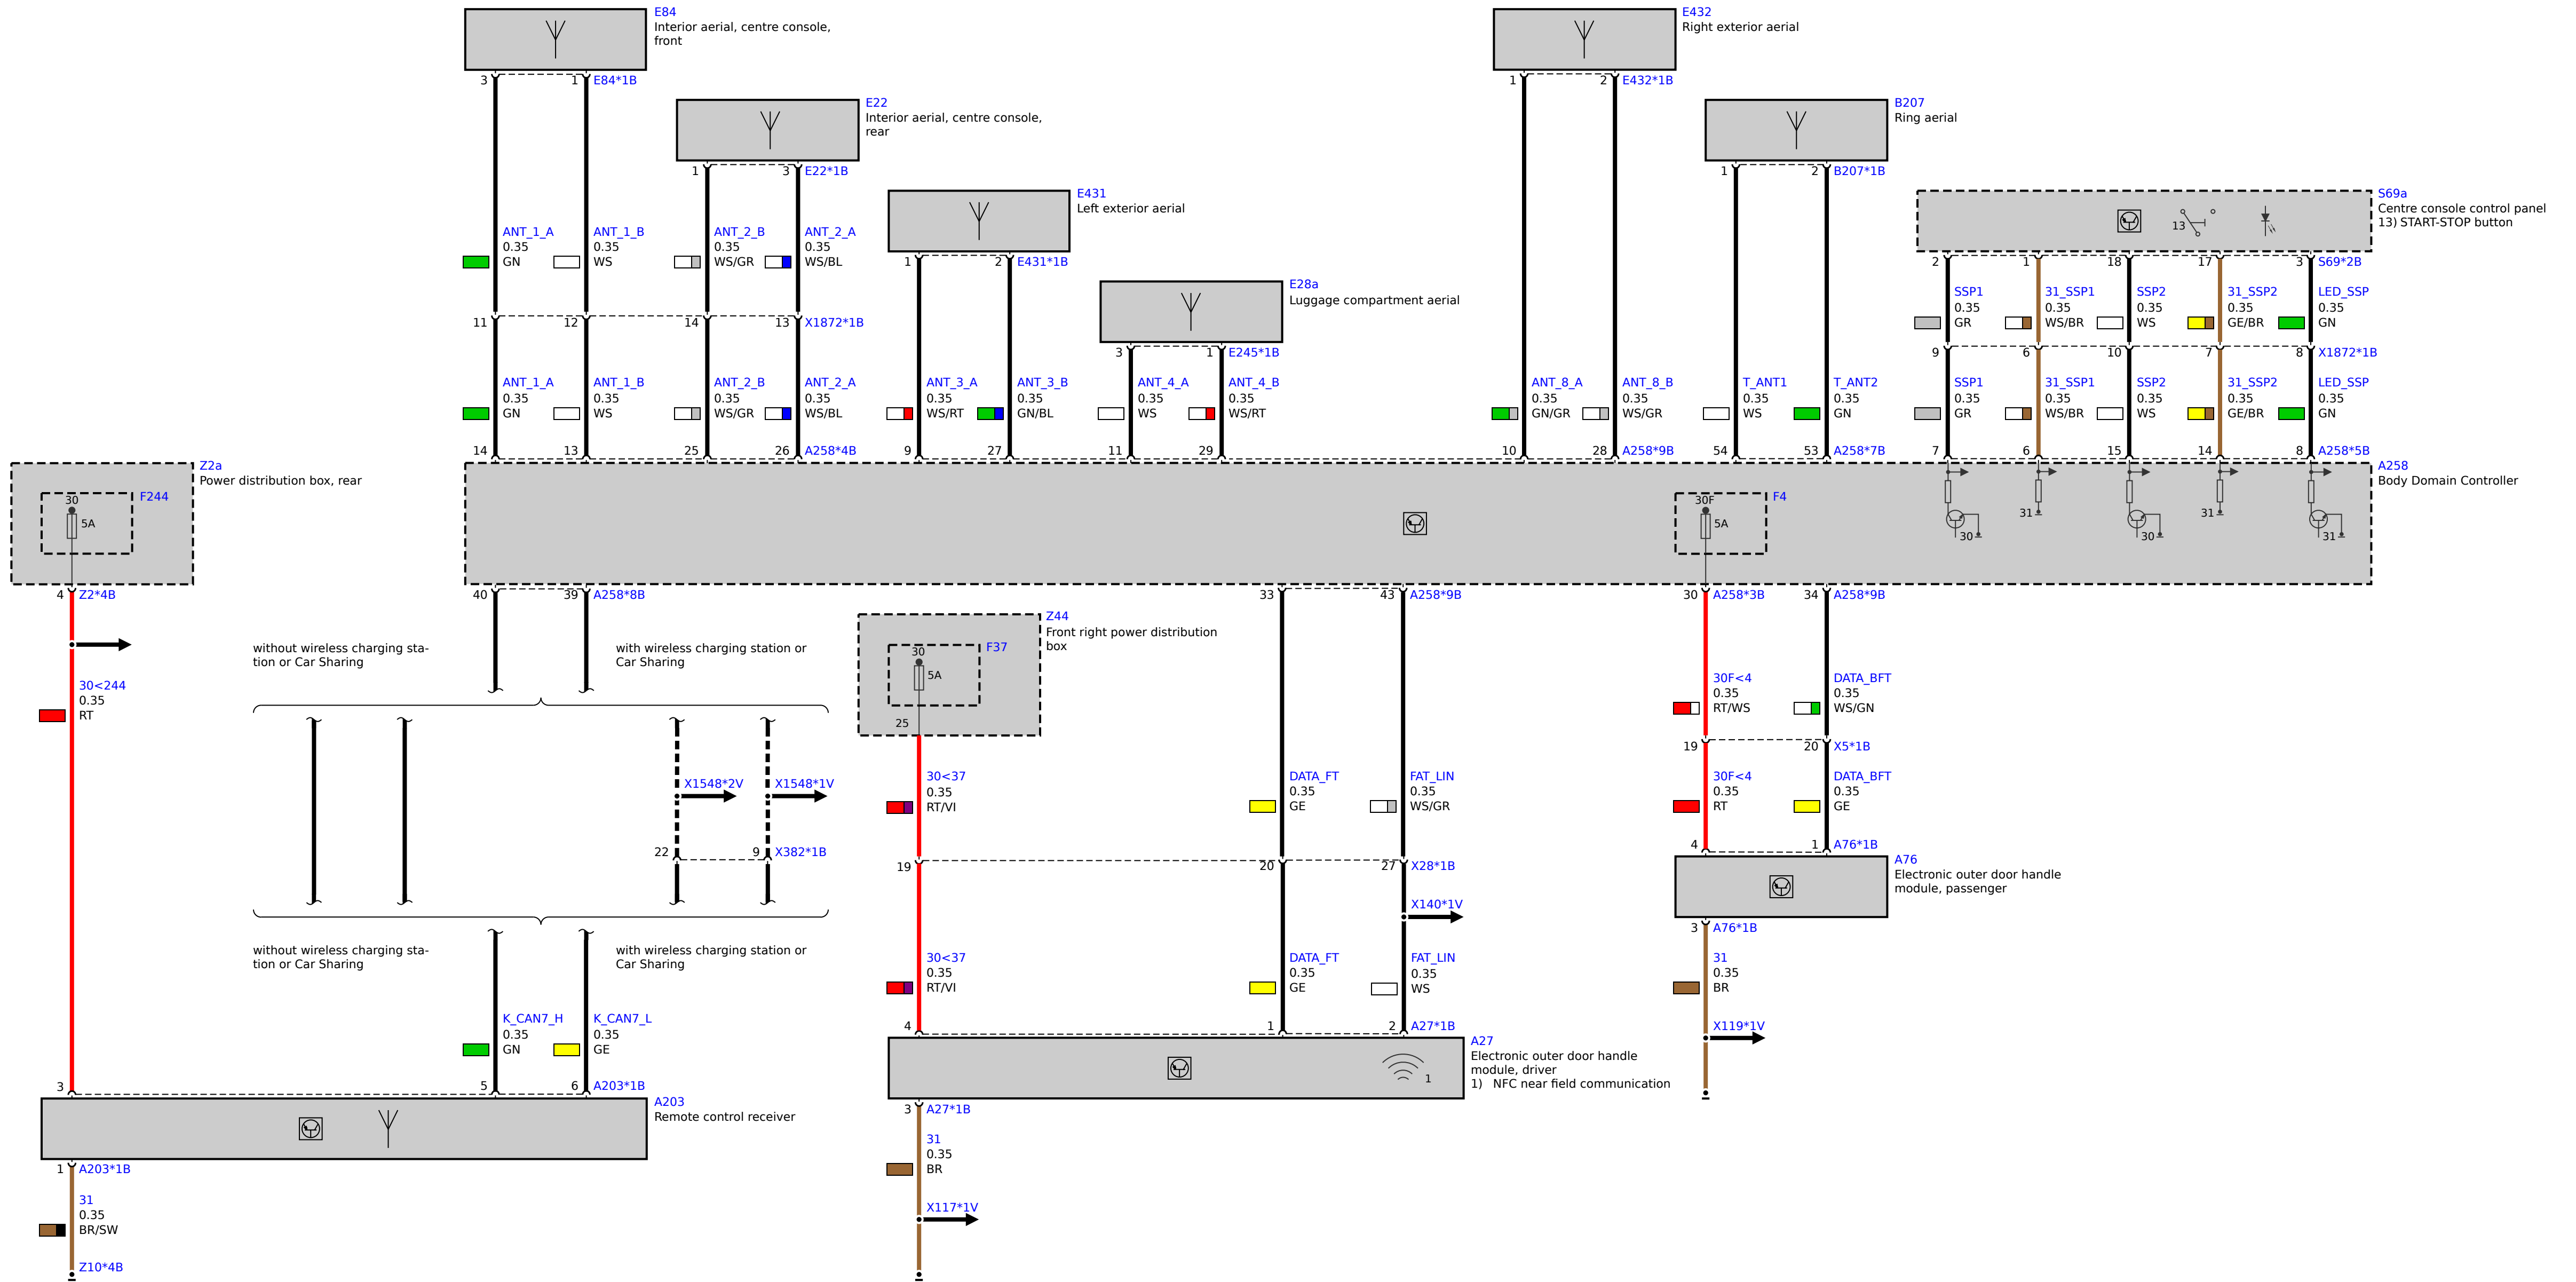 E84
Interior aerial, centre console,
front
3
1
E84*1B
E432
Right exterior aerial
1
2
E432*1B
E22
Interior aerial, centre console,
rear
1
3
E22*1B
B207
Ring aerial
1
2
B207*1B
E431
Left exterior aerial
1
2
E431*1B
S69a
Centre console control panel
13) START-STOP button
13
2
1
18
17
3
S69*2B
E28a
Luggage compartment aerial
3
1
E245*1B
ANT_1_A
0.35
GN
ANT_1_B
0.35
WS
ANT_2_B
0.35
WS/GR
ANT_2_A
0.35
WS/BL
SSP1
0.35
GR
31_SSP1
0.35
WS/BR
SSP2
0.35
WS
31_SSP2
0.35
GE/BR
LED_SSP
0.35
GN
11
12
14
13
X1872*1B
9
6
10
7
8
X1872*1B
ANT_1_A
0.35
GN
ANT_1_B
0.35
WS
ANT_2_B
0.35
WS/GR
ANT_2_A
0.35
WS/BL
ANT_3_A
0.35
WS/RT
ANT_3_B
0.35
GN/BL
ANT_4_A
0.35
WS
ANT_4_B
0.35
WS/RT
ANT_8_A
0.35
GN/GR
ANT_8_B
0.35
WS/GR
T_ANT1
0.35
WS
T_ANT2
0.35
GN
SSP1
0.35
GR
31_SSP1
0.35
WS/BR
SSP2
0.35
WS
31_SSP2
0.35
GE/BR
LED_SSP
0.35
GN
14
13
25
26
A258*4B
9
27
11
29
10
28
A258*9B
54
53
A258*7B
7
6
15
14
8
A258*5B
Z2a
Power distribution box, rear
F244
30
5A
A258
Body Domain Controller
F4
30F
5A
30
31
30
31
31
4
Z2*4B
40
39
A258*8B
33
43
A258*9B
30
A258*3B
34
A258*9B
30<244
0.35
RT
without wireless charging sta-
tion or Car Sharing
with wireless charging station or
Car Sharing
Z44
Front right power distribution
box
F37
30
5A
25
30F<4
0.35
RT/WS
DATA_BFT
0.35
WS/GN
19
20
X5*1B
X1548*2V
X1548*1V
30<37
0.35
RT/VI
DATA_FT
0.35
GE
FAT_LIN
0.35
WS/GR
30F<4
0.35
RT
DATA_BFT
0.35
GE
22
9
X382*1B
19
20
27
X28*1B
4
1
A76*1B
A76
Electronic outer door handle
module, passenger
X140*1V
3
A76*1B
without wireless charging sta-
tion or Car Sharing
with wireless charging station or
Car Sharing
30<37
0.35
RT/VI
DATA_FT
0.35
GE
FAT_LIN
0.35
WS
31
0.35
BR
K_CAN7_H
0.35
GN
K_CAN7_L
0.35
GE
4
1
2
A27*1B
X119*1V
A27
Electronic outer door handle
module, driver
1) NFC near field communication
1
3
5
6
A203*1B
A203
Remote control receiver
3
A27*1B
31
0.35
BR
1
A203*1B
31
0.35
BR/SW
X117*1V
Z10*4B